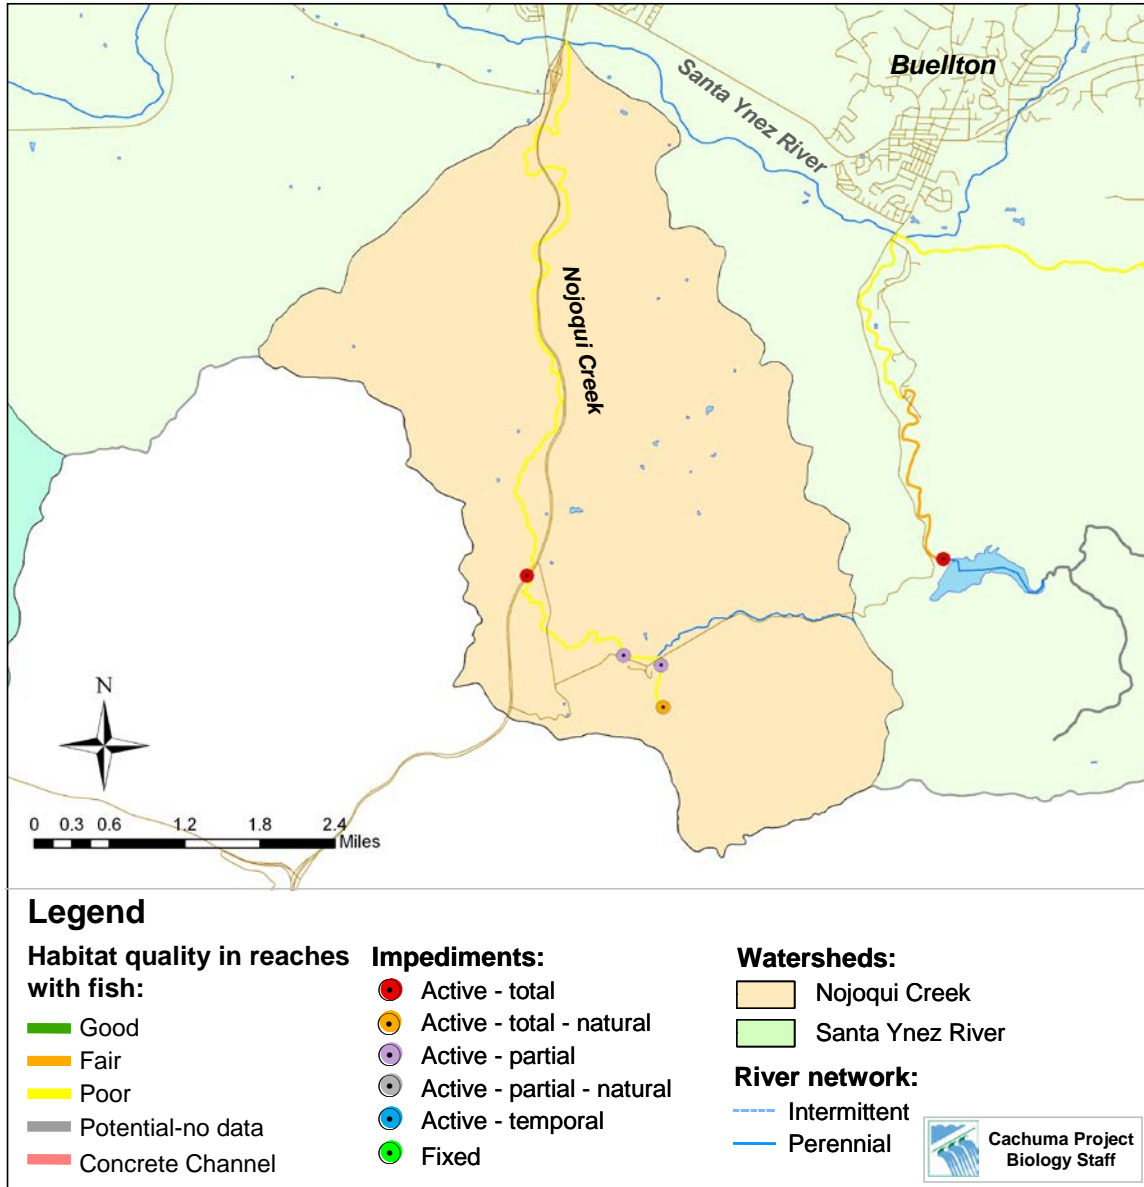 Buellton
Santa Ynez River
Nojoqui Creek
N
0 0.3 0.6 1.2 1.8 2.4
Miles
Legend
Habitat quality in reaches
with fish:
Good
Fair
Poor
Potential-no data
Concrete Channel
Impediments:
Active - total
Active - total - natural
Active - partial
Active - partial - natural
Active - temporal
Fixed
Watersheds:
Nojoqui Creek
Santa Ynez River
River network:
Intermittent
Perennial
Cachuma Project
Biology Staff